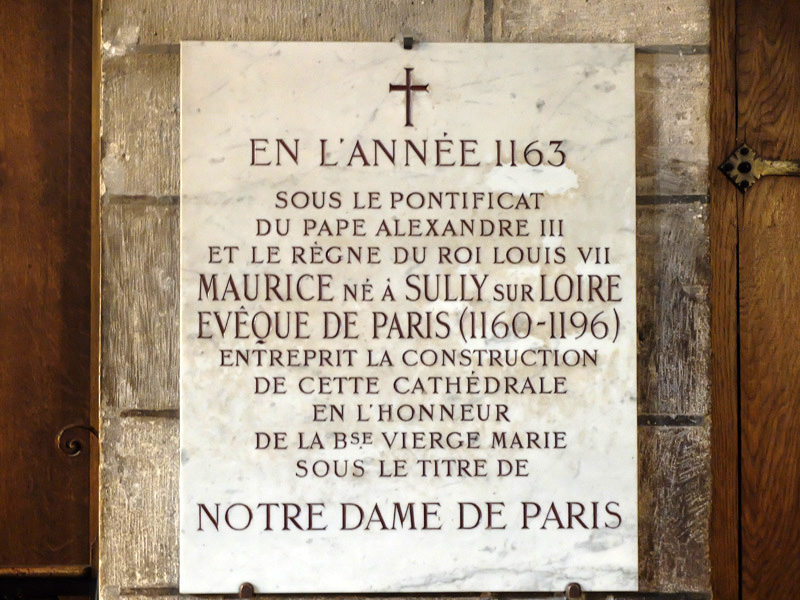 EN L'ANNÉE 1163
SOUS LE PONTIFICAT
DU PAPE ALEXANDRE III
ET LE RÈGNE DU ROI LOUIS VII
MAURICE NÉ À SULLY SUR LOIRE
EVÊQUE DE PARIS (1160-1196)
ENTREPRIT LA CONSTRUCTION
DE CETTE CATHÉDRALE
EN L'HONNEUR
DE LA BSE VIERGE MARIE
SOUS LE TITRE DE
NOTRE DAME DE PARIS